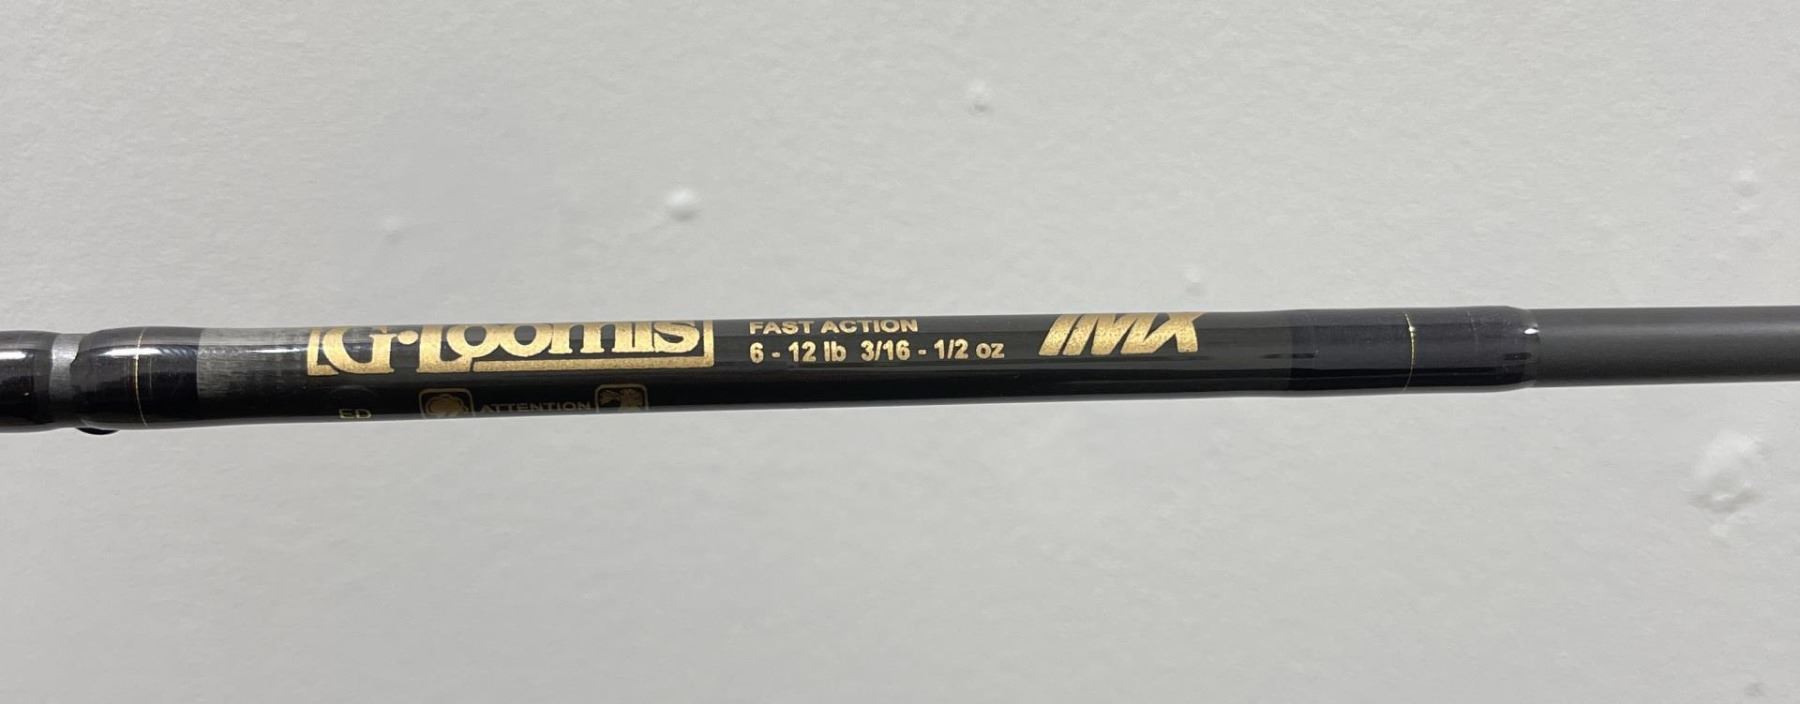 G·Loomis
FAST ACTION
6 - 12 lb 3/16 - 1/2 oz
IMX
ED
ATTENTION